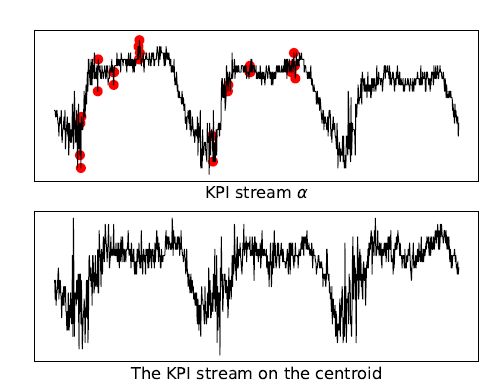 KPI stream α
The KPI stream on the centroid